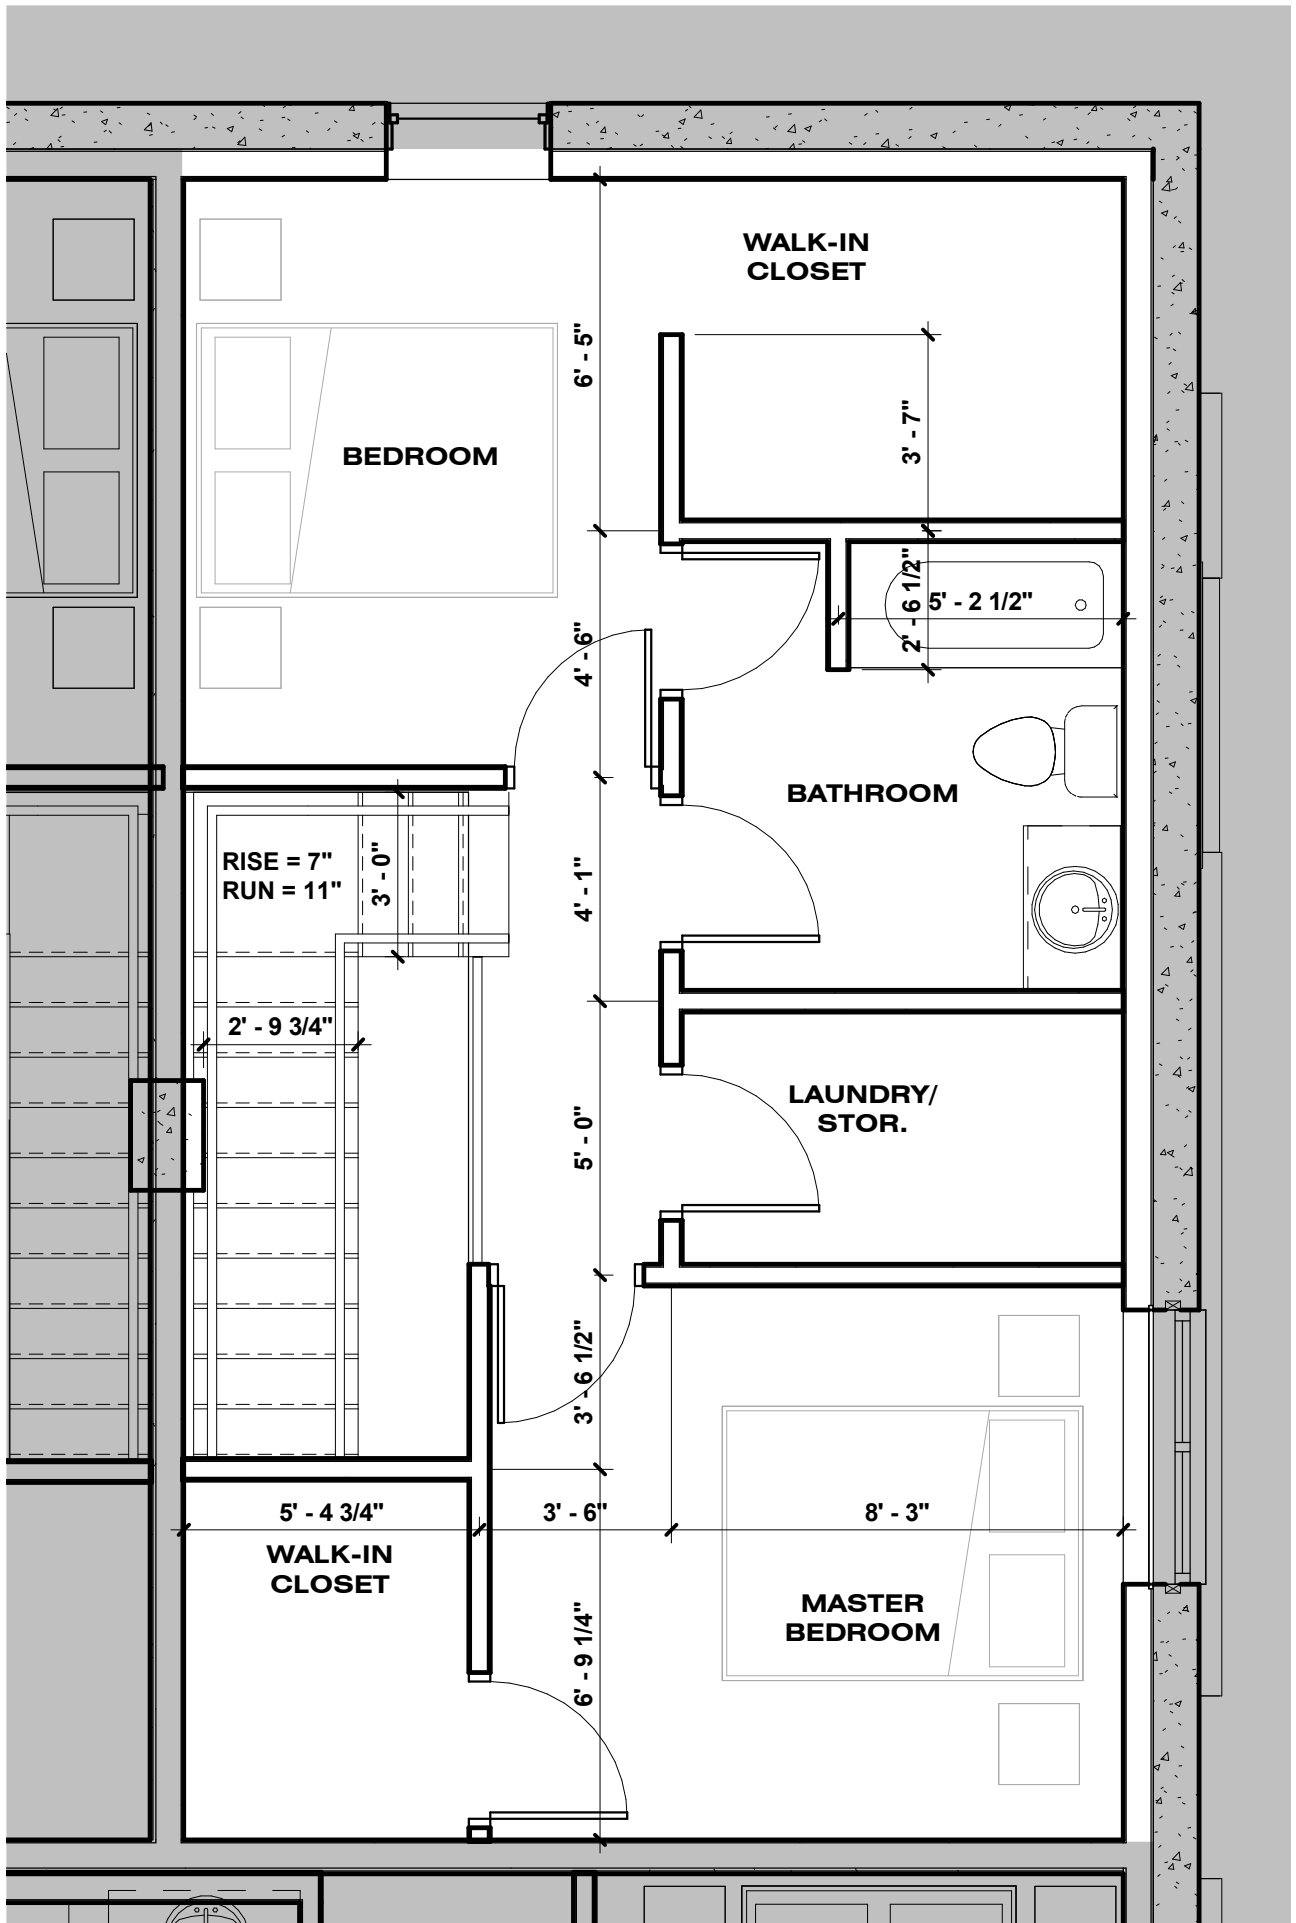 WALK-IN
CLOSET
6' - 5"
3' - 7"
BEDROOM
2' - 6 1/2"
5' - 2 1/2"
4' - 6"
BATHROOM
RISE = 7"
RUN = 11"
3' - 0"
4' - 1"
2' - 9 3/4"
LAUNDRY/
STOR.
5' - 0"
3' - 6 1/2"
5' - 4 3/4"
3' - 6"
8' - 3"
WALK-IN
CLOSET
MASTER
BEDROOM
6' - 9 1/4"